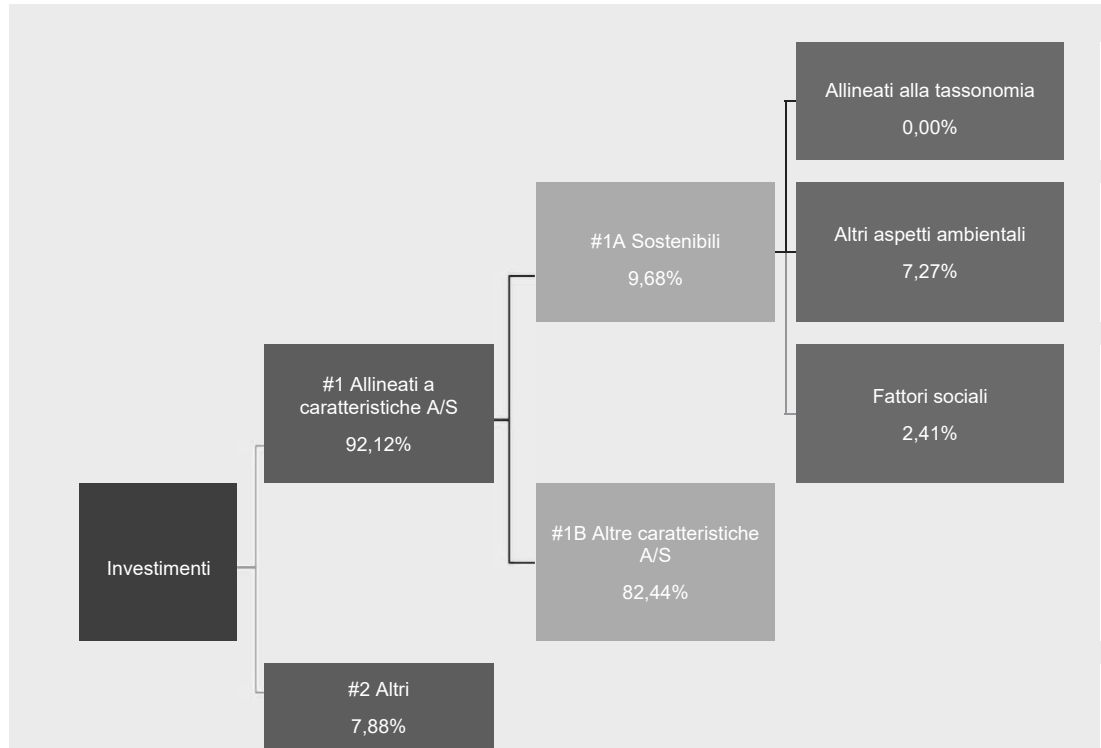 Allineati alla tassonomia
0,00%
#1A Sostenibili
9,68%
Altri aspetti ambientali
7,27%
#1 Allineati a
caratteristiche A/S
92,12%
Fattori sociali
2,41%
Investimenti
#1B Altre caratteristiche
A/S
82,44%
#2 Altri
7,88%